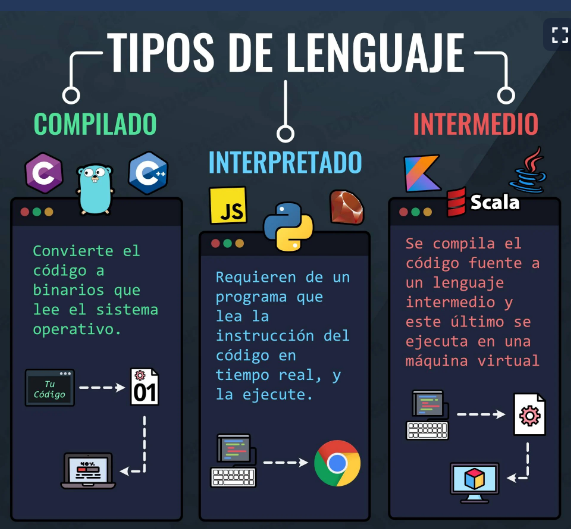 TIPOS DE LENGUAJE
COMPILADO
C
C++
Convierte el
código a
binarios que
lee el sistema
operativo.
Tu
Código
01
INTERPRETADO
JS
Requieren de un
programa que
lea la
instrucción del
código en
tiempo real, y
la ejecute.
INTERMEDIO
Scala
Se compila el
código fuente a
un lenguaje
intermedio y
este último se
ejecuta en una
máquina virtual